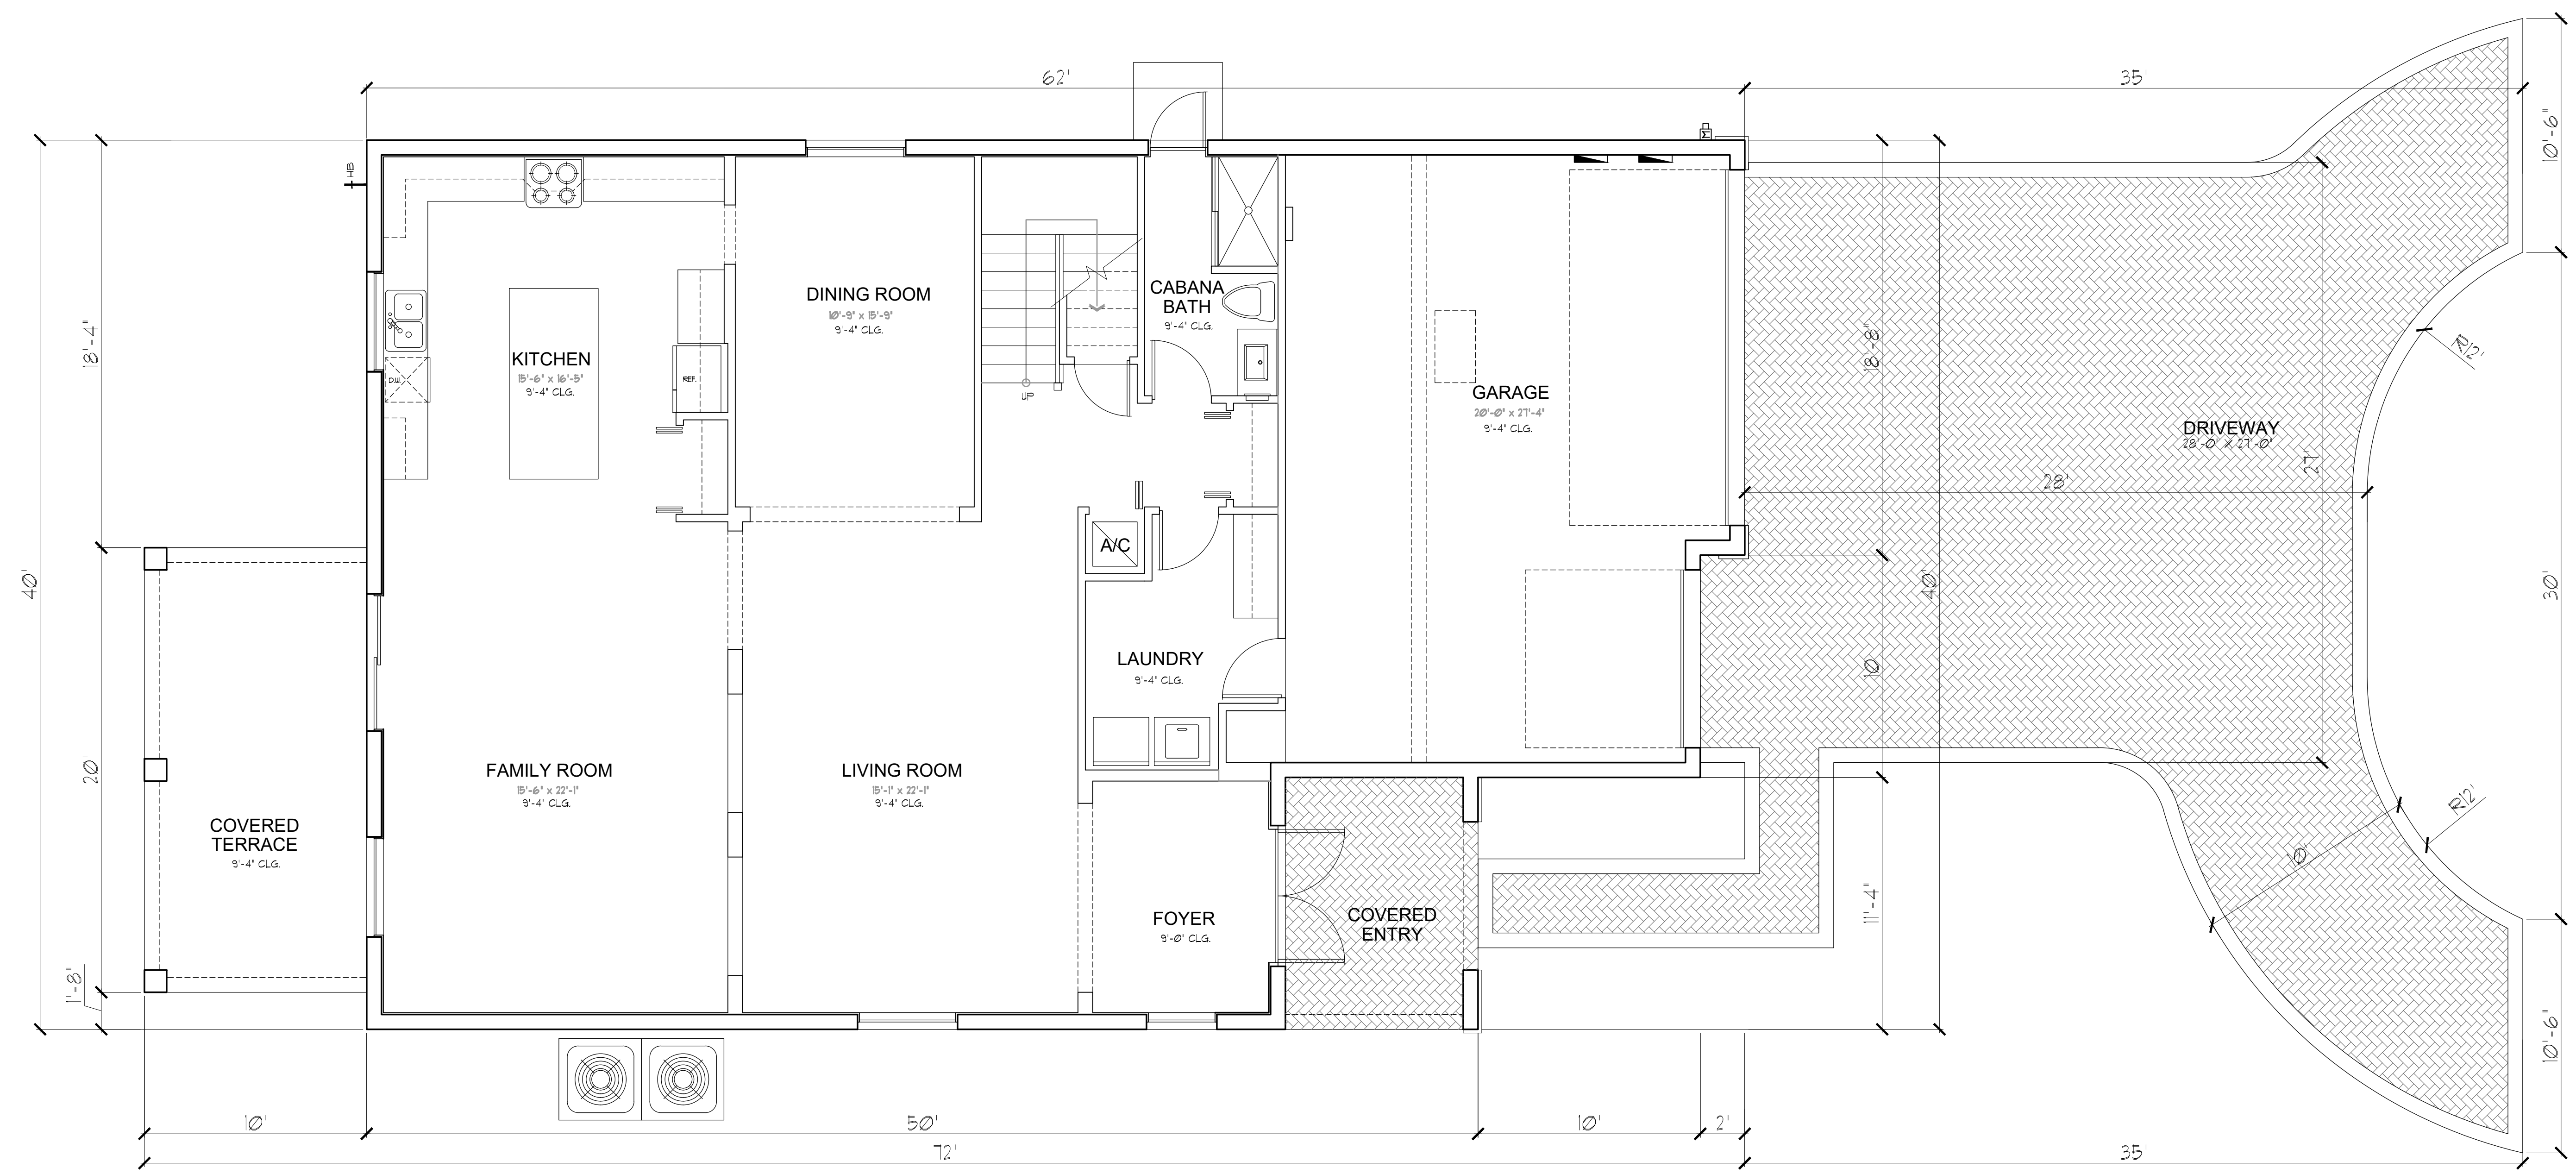 62'
35'
10'-6"
HB
M
18'-4"
40'
20'
1'-8"
KITCHEN
15'-6" x 16'-5"
9'-4" CLG.
D.W.
REF.
DINING ROOM
10'-9" x 15'-9"
9'-4" CLG.
UP
CABANA
BATH
9'-4" CLG.
GARAGE
20'-0" x 27'-4"
9'-4" CLG.
18'-8"
40'
10'
11'-4"
DRIVEWAY
28'-0" X 27'-0"
27'
28'
R12'
30'
A/C
LAUNDRY
9'-4" CLG.
FAMILY ROOM
15'-6" x 22'-1"
9'-4" CLG.
LIVING ROOM
15'-1" x 22'-1"
9'-4" CLG.
COVERED
TERRACE
9'-4" CLG.
FOYER
9'-0" CLG.
COVERED
ENTRY
R12'
10'
10'-6"
10'
50'
10'
2'
72'
35'